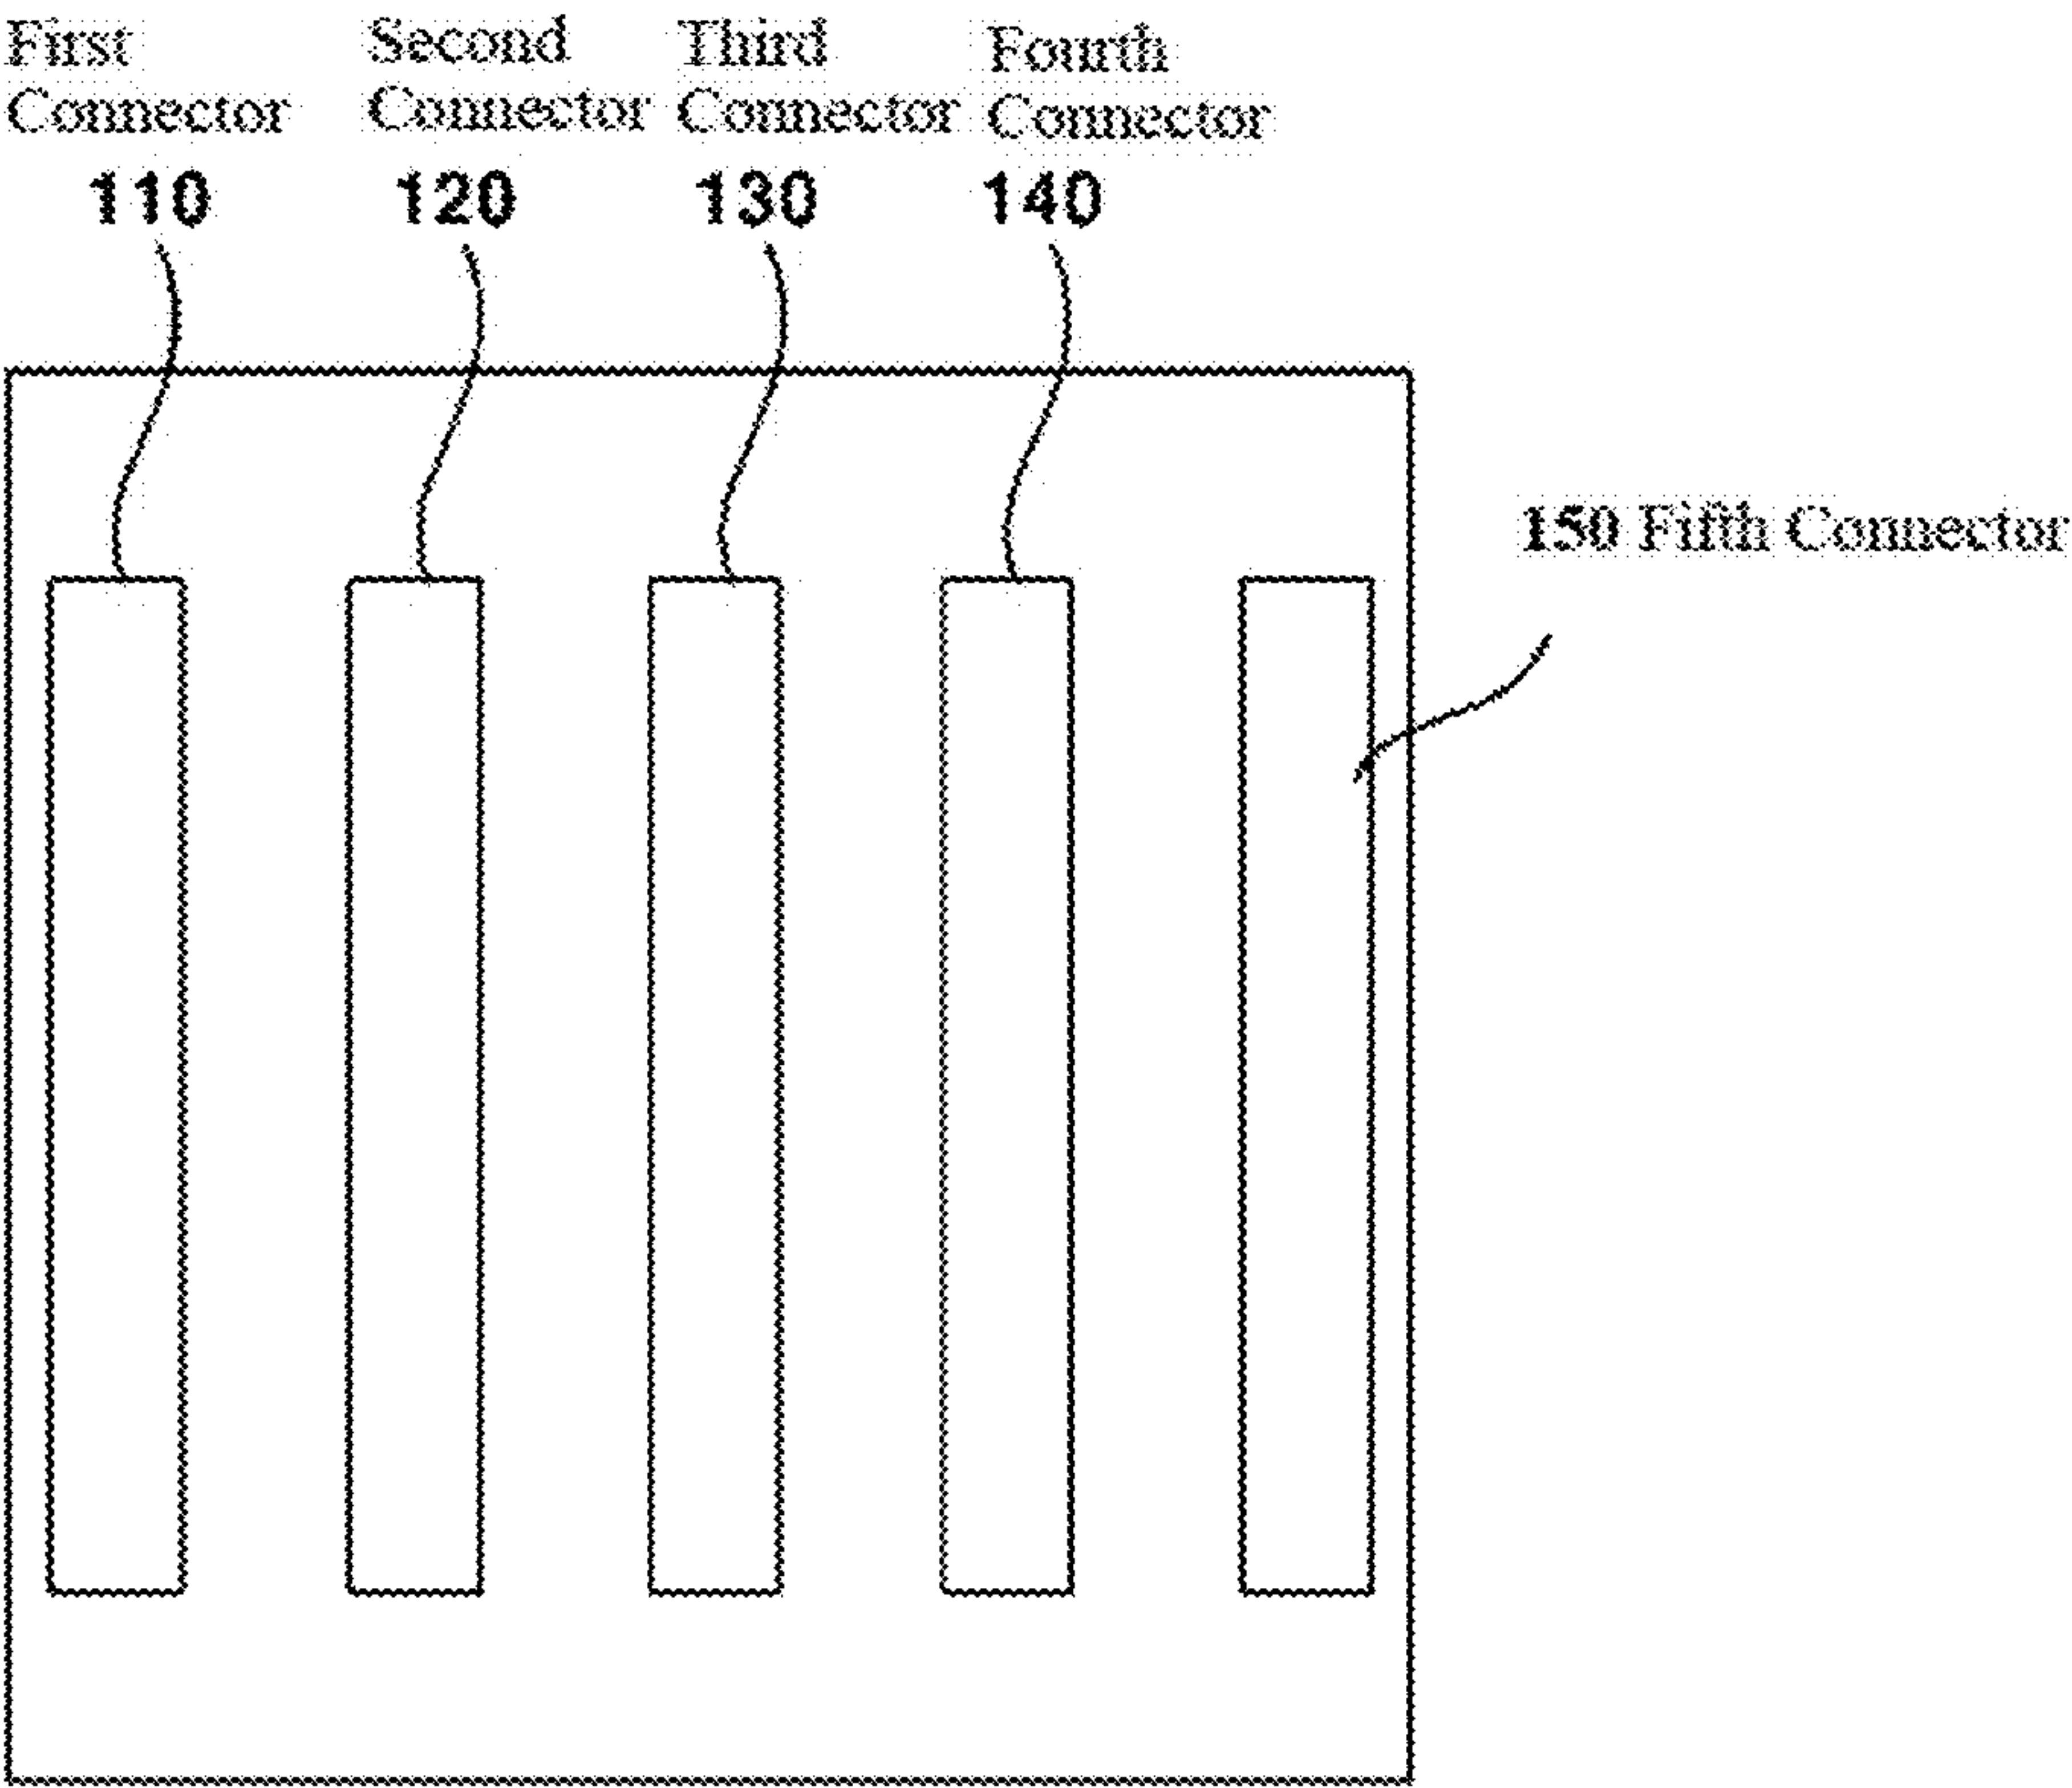 First
Connector
110
Second
Connector
120
Third
Connector
130
Fourth
Connector
140
150 Fifth Connector